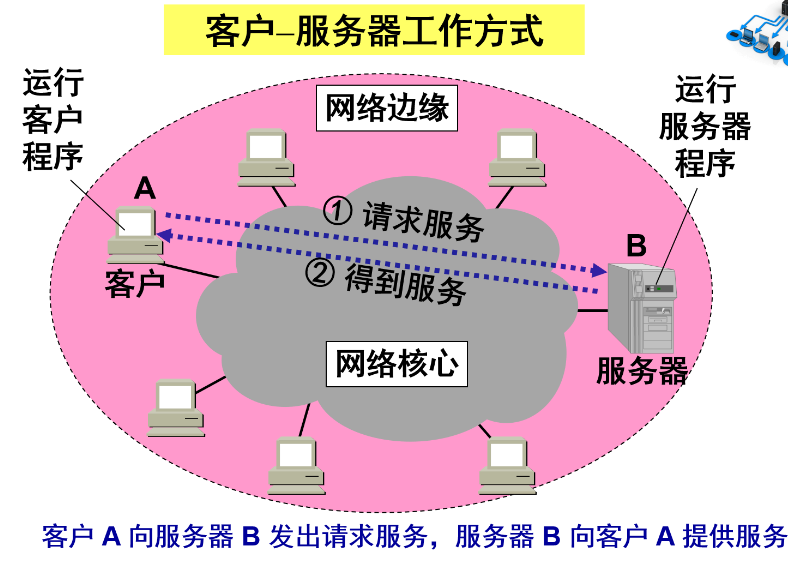 客户–服务器工作方式
运行
客户
程序
网络边缘
运行
服务器
程序
A
① 请求服务
B
② 得到服务
客户
网络核心
服务器
客户 A 向服务器 B 发出请求服务，服务器 B 向客户 A 提供服务